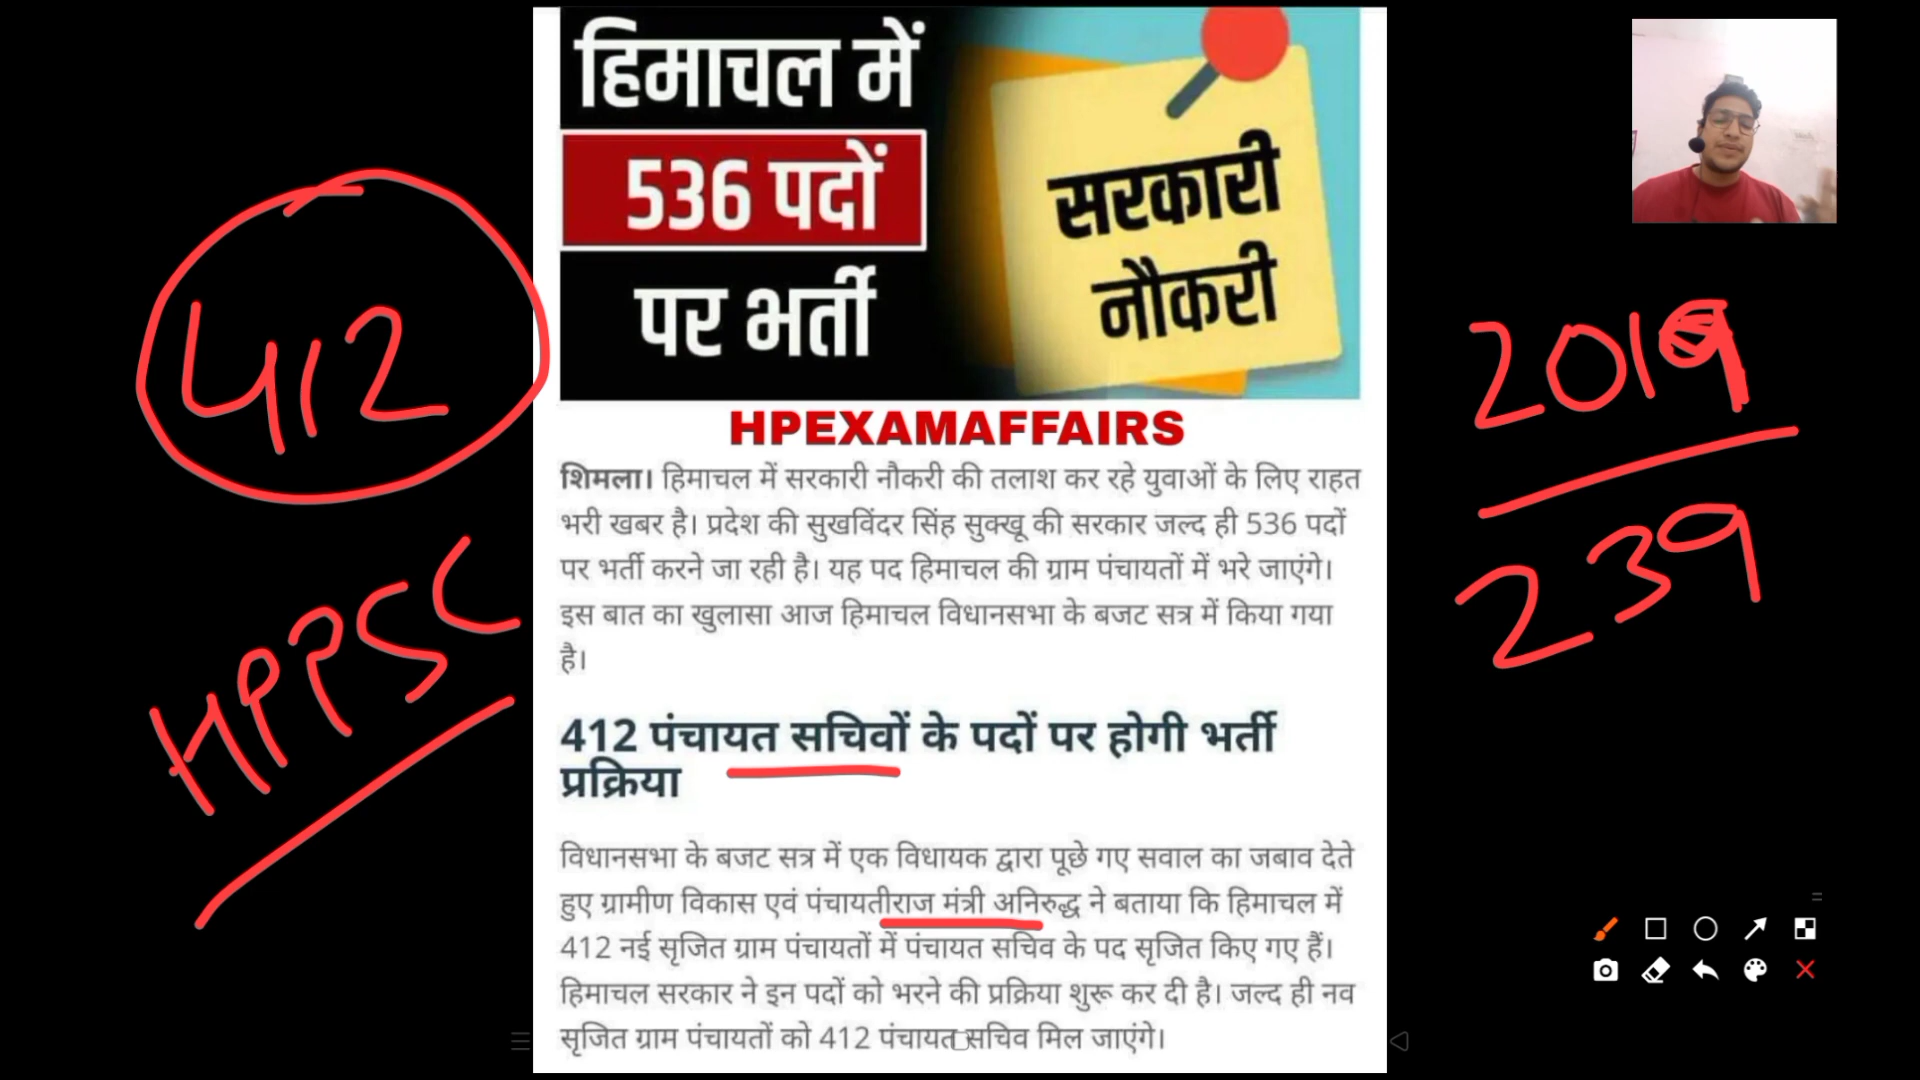 हिमाचल में
536 पदों
पर भर्ती
सरकारी
नौकरी
412
2019
239
HPPSC
HPEXAMAFFAIRS
शिमला। हिमाचल में सरकारी नौकरी की तलाश कर रहे युवाओं के लिए राहत
भरी खबर है। प्रदेश की सुखविंदर सिंह सुक्खू की सरकार जल्द ही 536 पदों
पर भर्ती करने जा रही है। यह पद हिमाचल की ग्राम पंचायतों में भरे जाएंगे।
इस बात का खुलासा आज हिमाचल विधानसभा के बजट सत्र में किया गया
है।
412 पंचायत सचिवों के पदों पर होगी भर्ती
प्रक्रिया
विधानसभा के बजट सत्र में एक विधायक द्वारा पूछे गए सवाल का जबाव देते
हुए ग्रामीण विकास एवं पंचायतीराज मंत्री अनिरुद्ध ने बताया कि हिमाचल में
412 नई सृजित ग्राम पंचायतों में पंचायत सचिव के पद सृजित किए गए हैं।
हिमाचल सरकार ने इन पदों को भरने की प्रक्रिया शुरू कर दी है। जल्द ही नव
सृजित ग्राम पंचायतों को 412 पंचायत सचिव मिल जाएंगे।